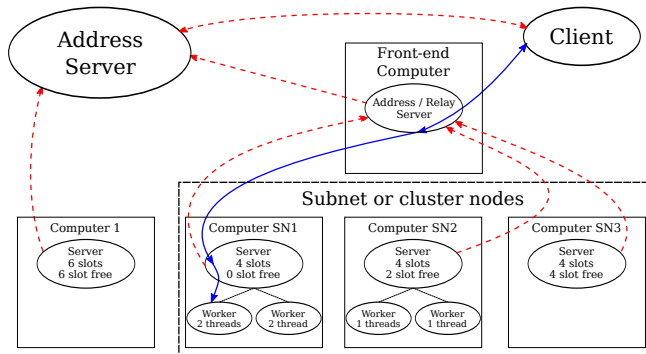 Address
Server
Client
Front-end
Computer
Address / Relay
Server
Subnet or cluster nodes
Computer 1
Server
6 slots
6 slot free
Computer SN1
Server
4 slots
0 slot free
Worker
2 threads
Worker
2 thread
Computer SN2
Server
4 slots
2 slot free
Worker
1 threads
Worker
1 thread
Computer SN3
Server
4 slots
4 slot free